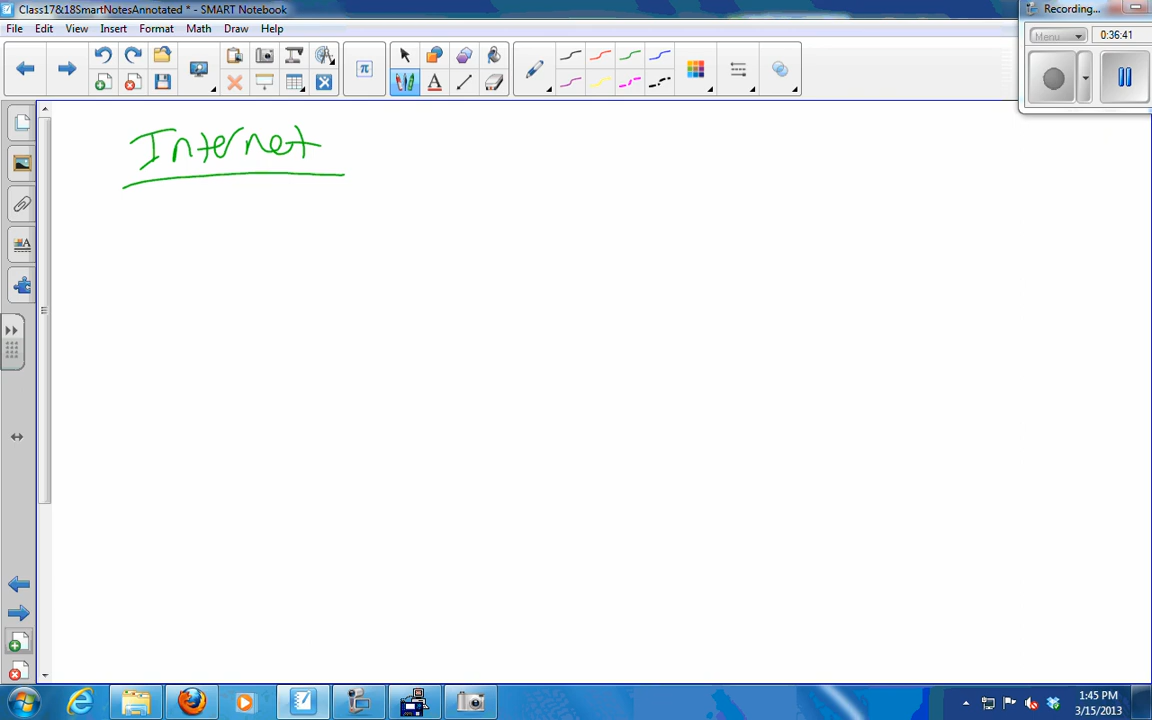 Class17&18SmartNotesAnnotated * - SMART Notebook
Recording...
File Edit View Insert Format Math Draw Help
Menu
0:36:41
π
A
Internet
1:45 PM
3/15/2013